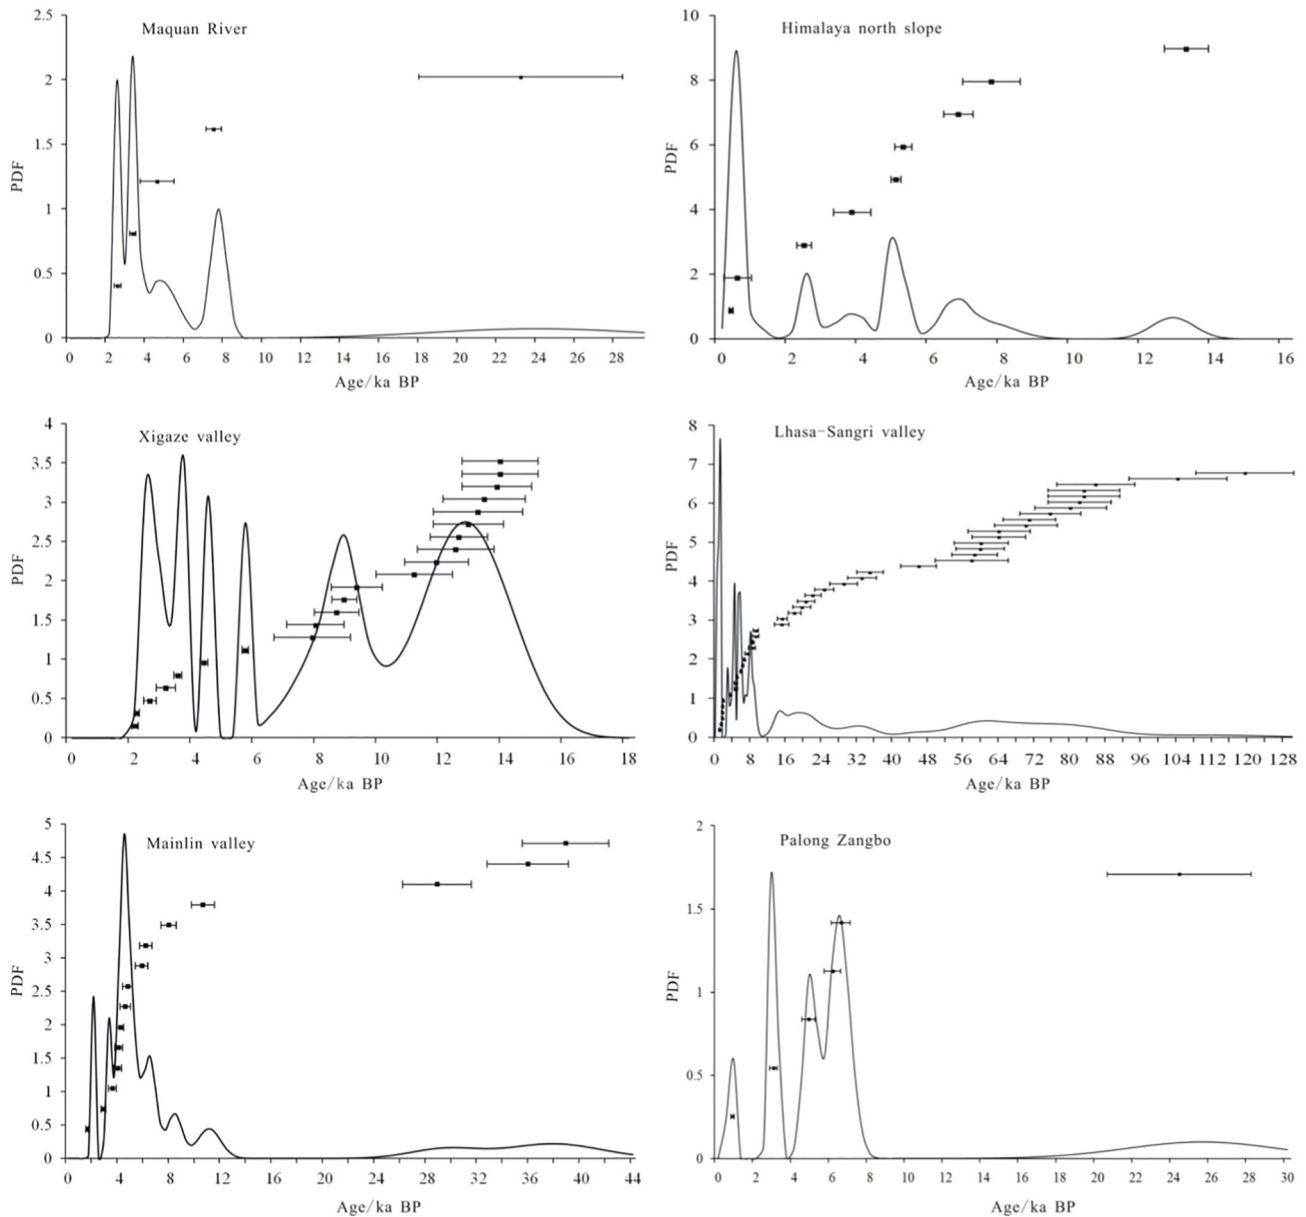 Maquan River
PDF
2.5
2
1.5
1
0.5
0
0 2 4 6 8 10 12 14 16 18 20 22 24 26 28
Age/ka BP
Himalaya north slope
PDF
10
8
6
4
2
0
0 2 4 6 8 10 12 14 16
Age/ka BP
Xigaze valley
PDF
4
3.5
3
2.5
2
1.5
1
0.5
0
0 2 4 6 8 10 12 14 16 18
Age/ka BP
Lhasa-Sangri valley
PDF
8
7
6
5
4
3
2
1
0
0 8 16 24 32 40 48 56 64 72 80 88 96 104 112 120 128
Age/ka BP
Mainlin valley
PDF
5
4.5
4
3.5
3
2.5
2
1.5
1
0.5
0
0 4 8 12 16 20 24 28 32 36 40 44
Age/ka BP
Palong Zangbo
PDF
2
1.5
1
0.5
0
0 2 4 6 8 10 12 14 16 18 20 22 24 26 28 30
Age/ka BP